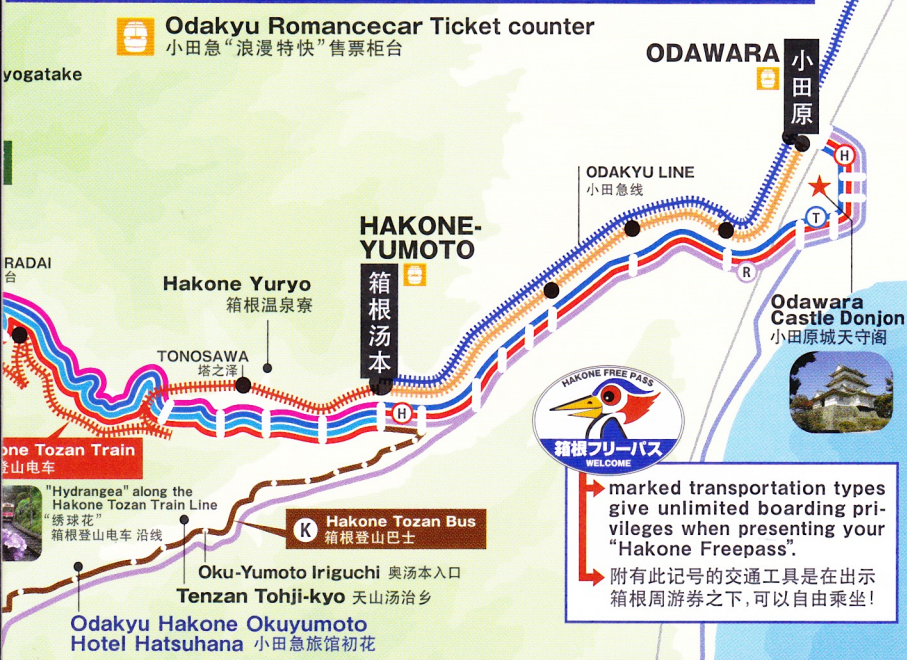 Odakyu Romancecar Ticket counter
小田急“浪漫特快”售票柜台
yogatake
ODAWARA
小田原
ODAKYU LINE
小田急线
H
T
R
HAKONE-
YUMOTO
箱根汤本
RADAI
台
Hakone Yuryo
箱根温泉寮
TONOSAWA
塔之泽
H
Odawara
Castle Donjon
小田原城天守阁
HAKONE FREE PASS
箱根フリーパス
WELCOME
one Tozan Train
登山电车
"Hydrangea" along the
Hakone Tozan Train Line
“绣球花”
箱根登山电车 沿线
K
Hakone Tozan Bus
箱根登山巴士
Oku-Yumoto Iriguchi 奥汤本入口
Tenzan Tohji-kyo 天山汤治乡
Odakyu Hakone Okuyumoto
Hotel Hatsuhana 小田急旅馆初花
marked transportation types
give unlimited boarding pri-
vileges when presenting your
“Hakone Freepass”.
附有此记号的交通工具是在出示
箱根周游券之下,可以自由乘坐!